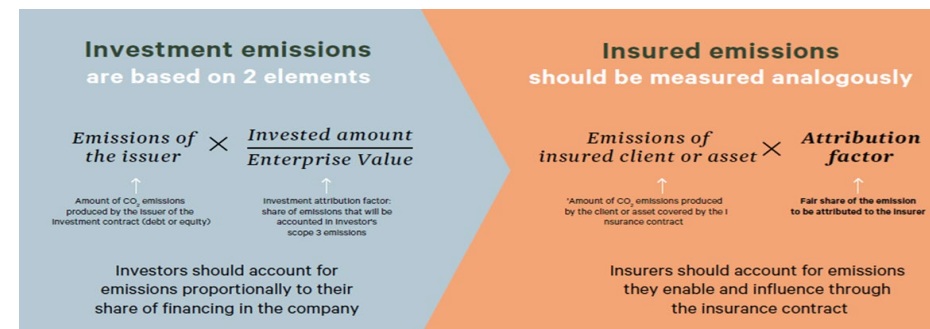 Investment emissions
are based on 2 elements
Emissions of
the issuer
×
Invested amount
Enterprise Value
Amount of CO₂ emissions
produced by the issuer of the
investment contract (debt or equity)
Investment attribution factor:
share of emissions that will be
accounted in investor's
scope 3 emissions
Investors should account for
emissions proportionally to their
share of financing in the company
Insured emissions
should be measured analogously
Emissions of
insured client or asset
×
Attribution
factor
'Amount of CO₂ emissions produced
by the client or asset covered by the i
nsurance contract
Fair share of the emission
to be attributed to the insurer
Insurers should account for emissions
they enable and influence through
the insurance contract